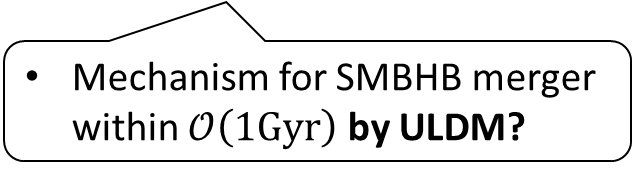 • Mechanism for SMBHB merger
within 𝒪(1Gyr) by ULDM?